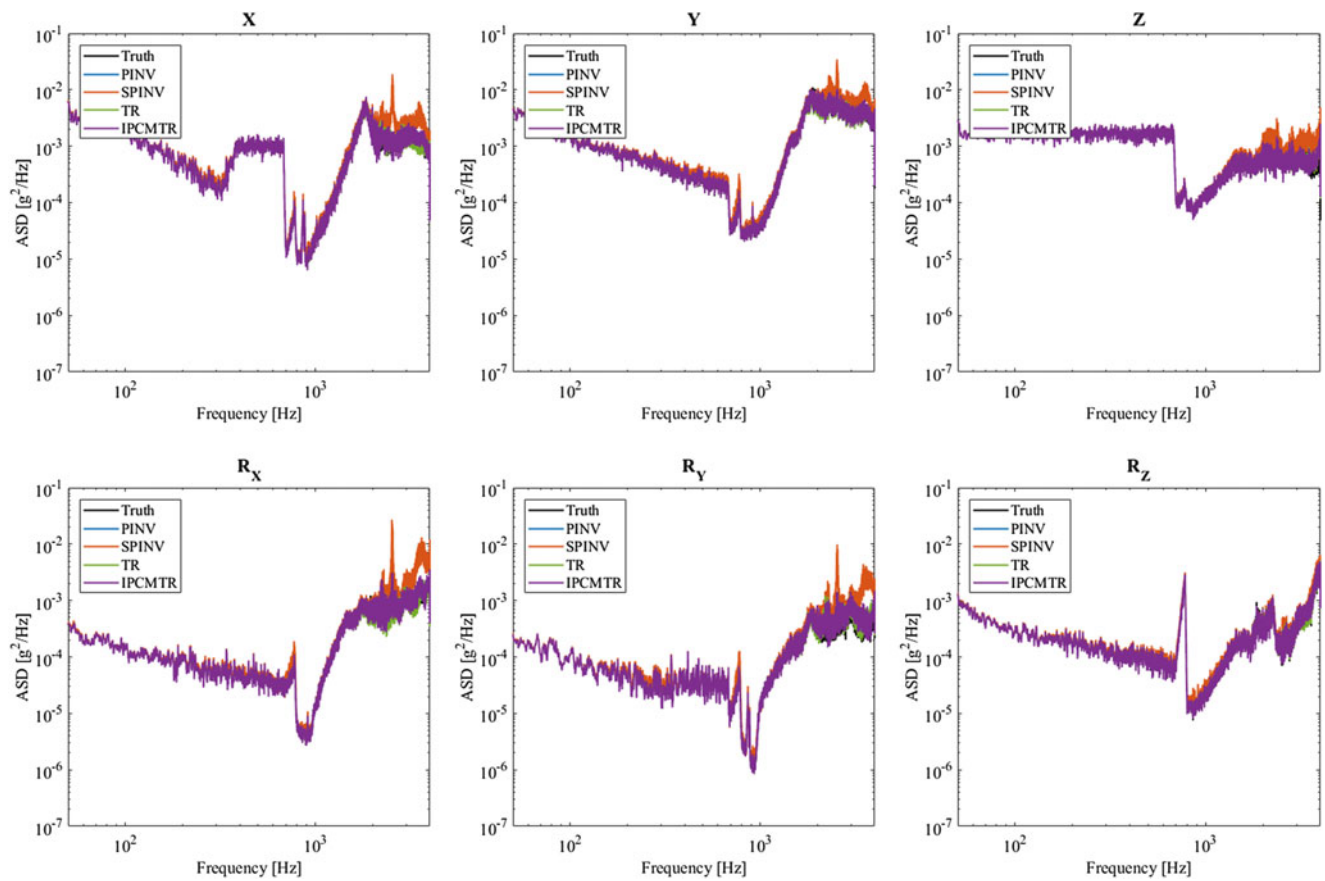 X
10^-1
10^-2
10^-3
10^-4
10^-5
10^-6
10^-7
ASD [g^2/Hz]
Truth
PINV
SPINV
TR
IPCMTR
10^2
10^3
Frequency [Hz]
Y
10^-1
10^-2
10^-3
10^-4
10^-5
10^-6
10^-7
ASD [g^2/Hz]
Truth
PINV
SPINV
TR
IPCMTR
10^2
10^3
Frequency [Hz]
Z
10^-1
10^-2
10^-3
10^-4
10^-5
10^-6
10^-7
ASD [g^2/Hz]
Truth
PINV
SPINV
TR
IPCMTR
10^2
10^3
Frequency [Hz]
R_X
10^-1
10^-2
10^-3
10^-4
10^-5
10^-6
10^-7
ASD [g^2/Hz]
Truth
PINV
SPINV
TR
IPCMTR
10^2
10^3
Frequency [Hz]
R_Y
10^-1
10^-2
10^-3
10^-4
10^-5
10^-6
10^-7
ASD [g^2/Hz]
Truth
PINV
SPINV
TR
IPCMTR
10^2
10^3
Frequency [Hz]
R_Z
10^-1
10^-2
10^-3
10^-4
10^-5
10^-6
10^-7
ASD [g^2/Hz]
Truth
PINV
SPINV
TR
IPCMTR
10^2
10^3
Frequency [Hz]